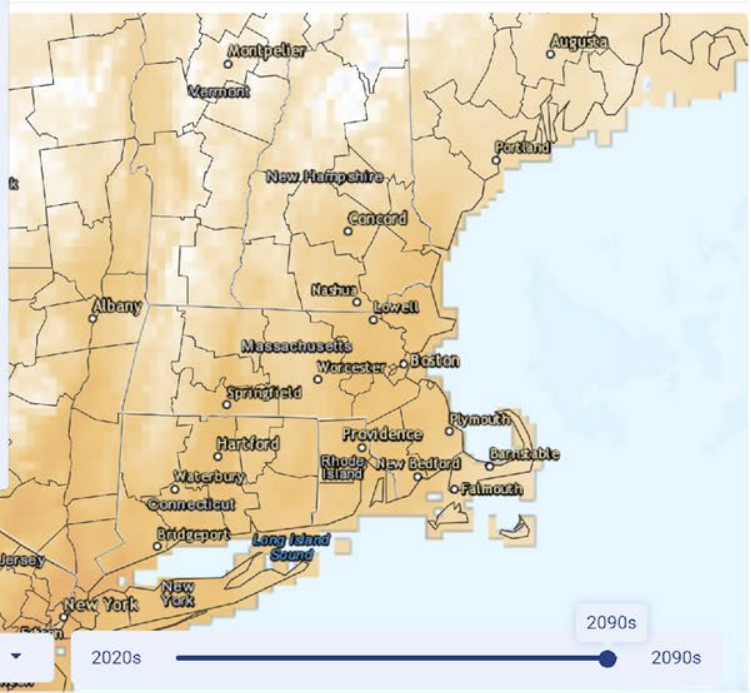 Montpelier
Augusta
Vermont
Portland
k
New Hampshire
Concord
Nashua
Albany
Lowell
Massachusetts
Boston
Worcester
Springfield
Plymouth
Providence
Hartford
Barnstable
Rhode
Island
New Bedford
Waterbury
Falmouth
Connecticut
Bridgeport
Long Island
Sound
Jersey
New
York
New York
2090s
2020s
2090s